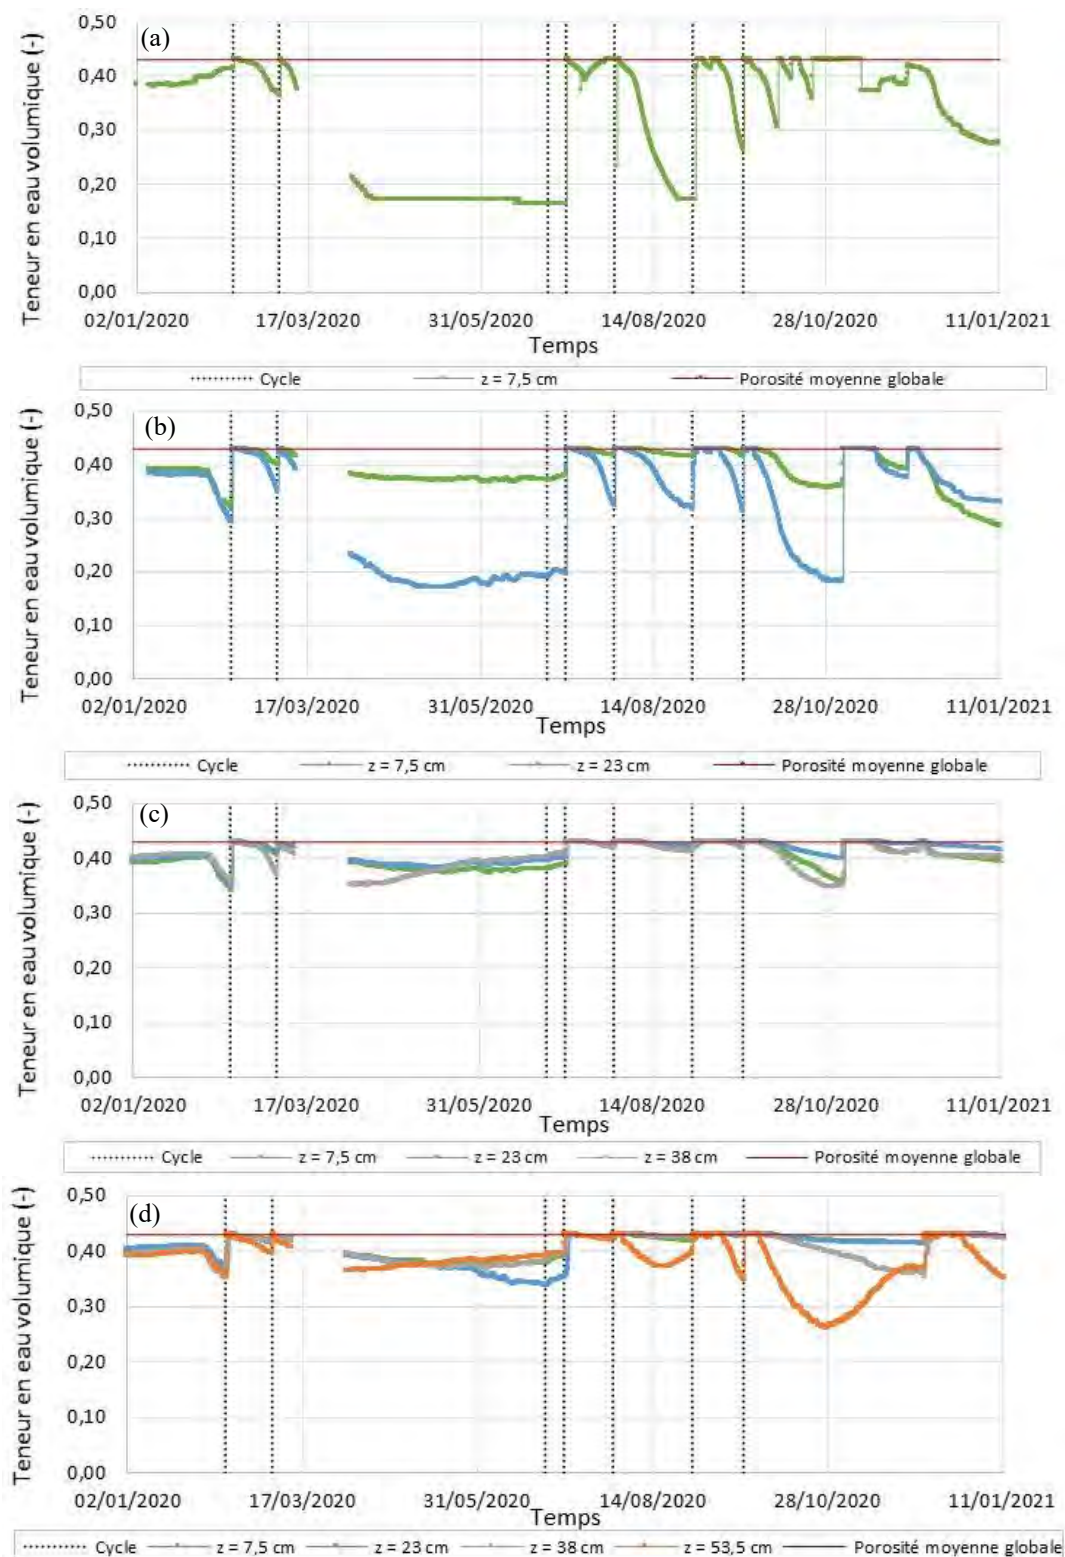 (a)
Teneur en eau volumique (-)
0,50
0,40
0,30
0,20
0,10
0,00
02/01/2020 17/03/2020 31/05/2020 14/08/2020 28/10/2020 11/01/2021
Temps
Cycle z = 7,5 cm Porosité moyenne globale
(b)
Teneur en eau volumique (-)
0,50
0,40
0,30
0,20
0,10
0,00
02/01/2020 17/03/2020 31/05/2020 14/08/2020 28/10/2020 11/01/2021
Temps
Cycle z = 7,5 cm z = 23 cm Porosité moyenne globale
(c)
Teneur en eau volumique (-)
0,50
0,40
0,30
0,20
0,10
0,00
02/01/2020 17/03/2020 31/05/2020 14/08/2020 28/10/2020 11/01/2021
Temps
Cycle z = 7,5 cm z = 23 cm z = 38 cm Porosité moyenne globale
(d)
Teneur en eau volumique (-)
0,50
0,40
0,30
0,20
0,10
0,00
02/01/2020 17/03/2020 31/05/2020 14/08/2020 28/10/2020 11/01/2021
Temps
Cycle z = 7,5 cm z = 23 cm z = 38 cm z = 53,5 cm Porosité moyenne globale